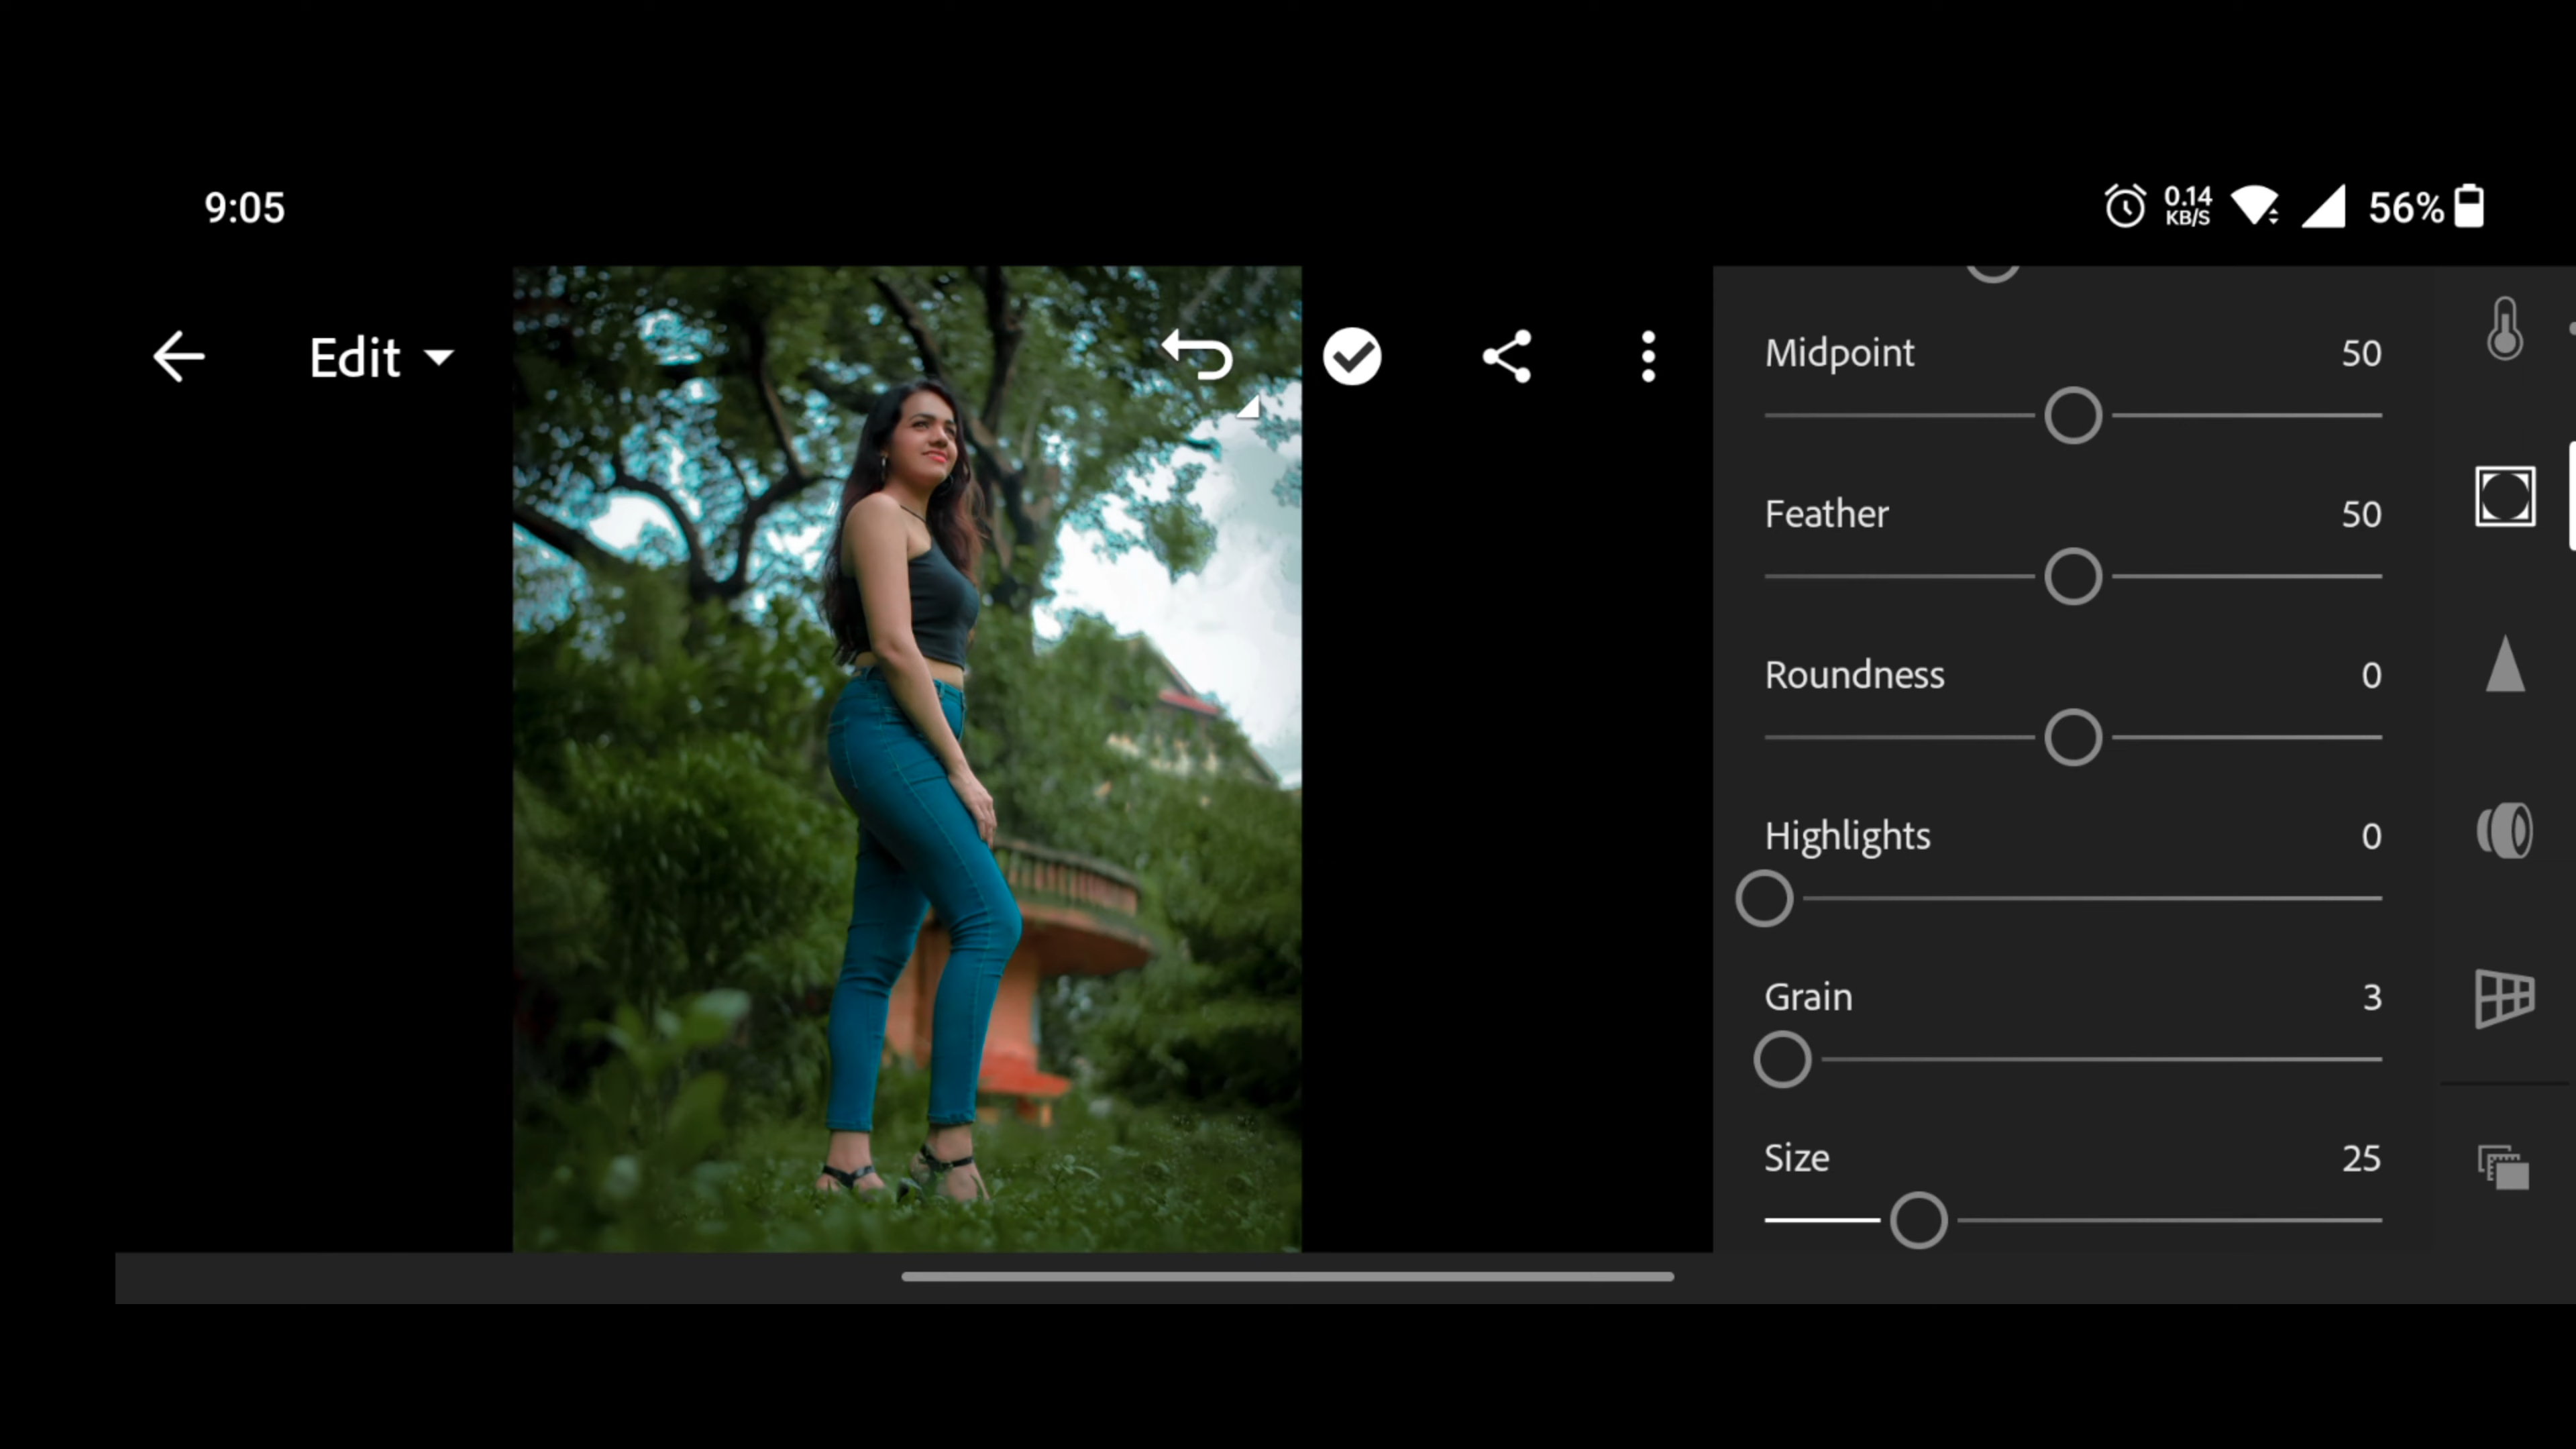 9:05
0.14
KB/S
56%
Edit
Midpoint 50
Feather 50
Roundness 0
Highlights 0
Grain 3
Size 25